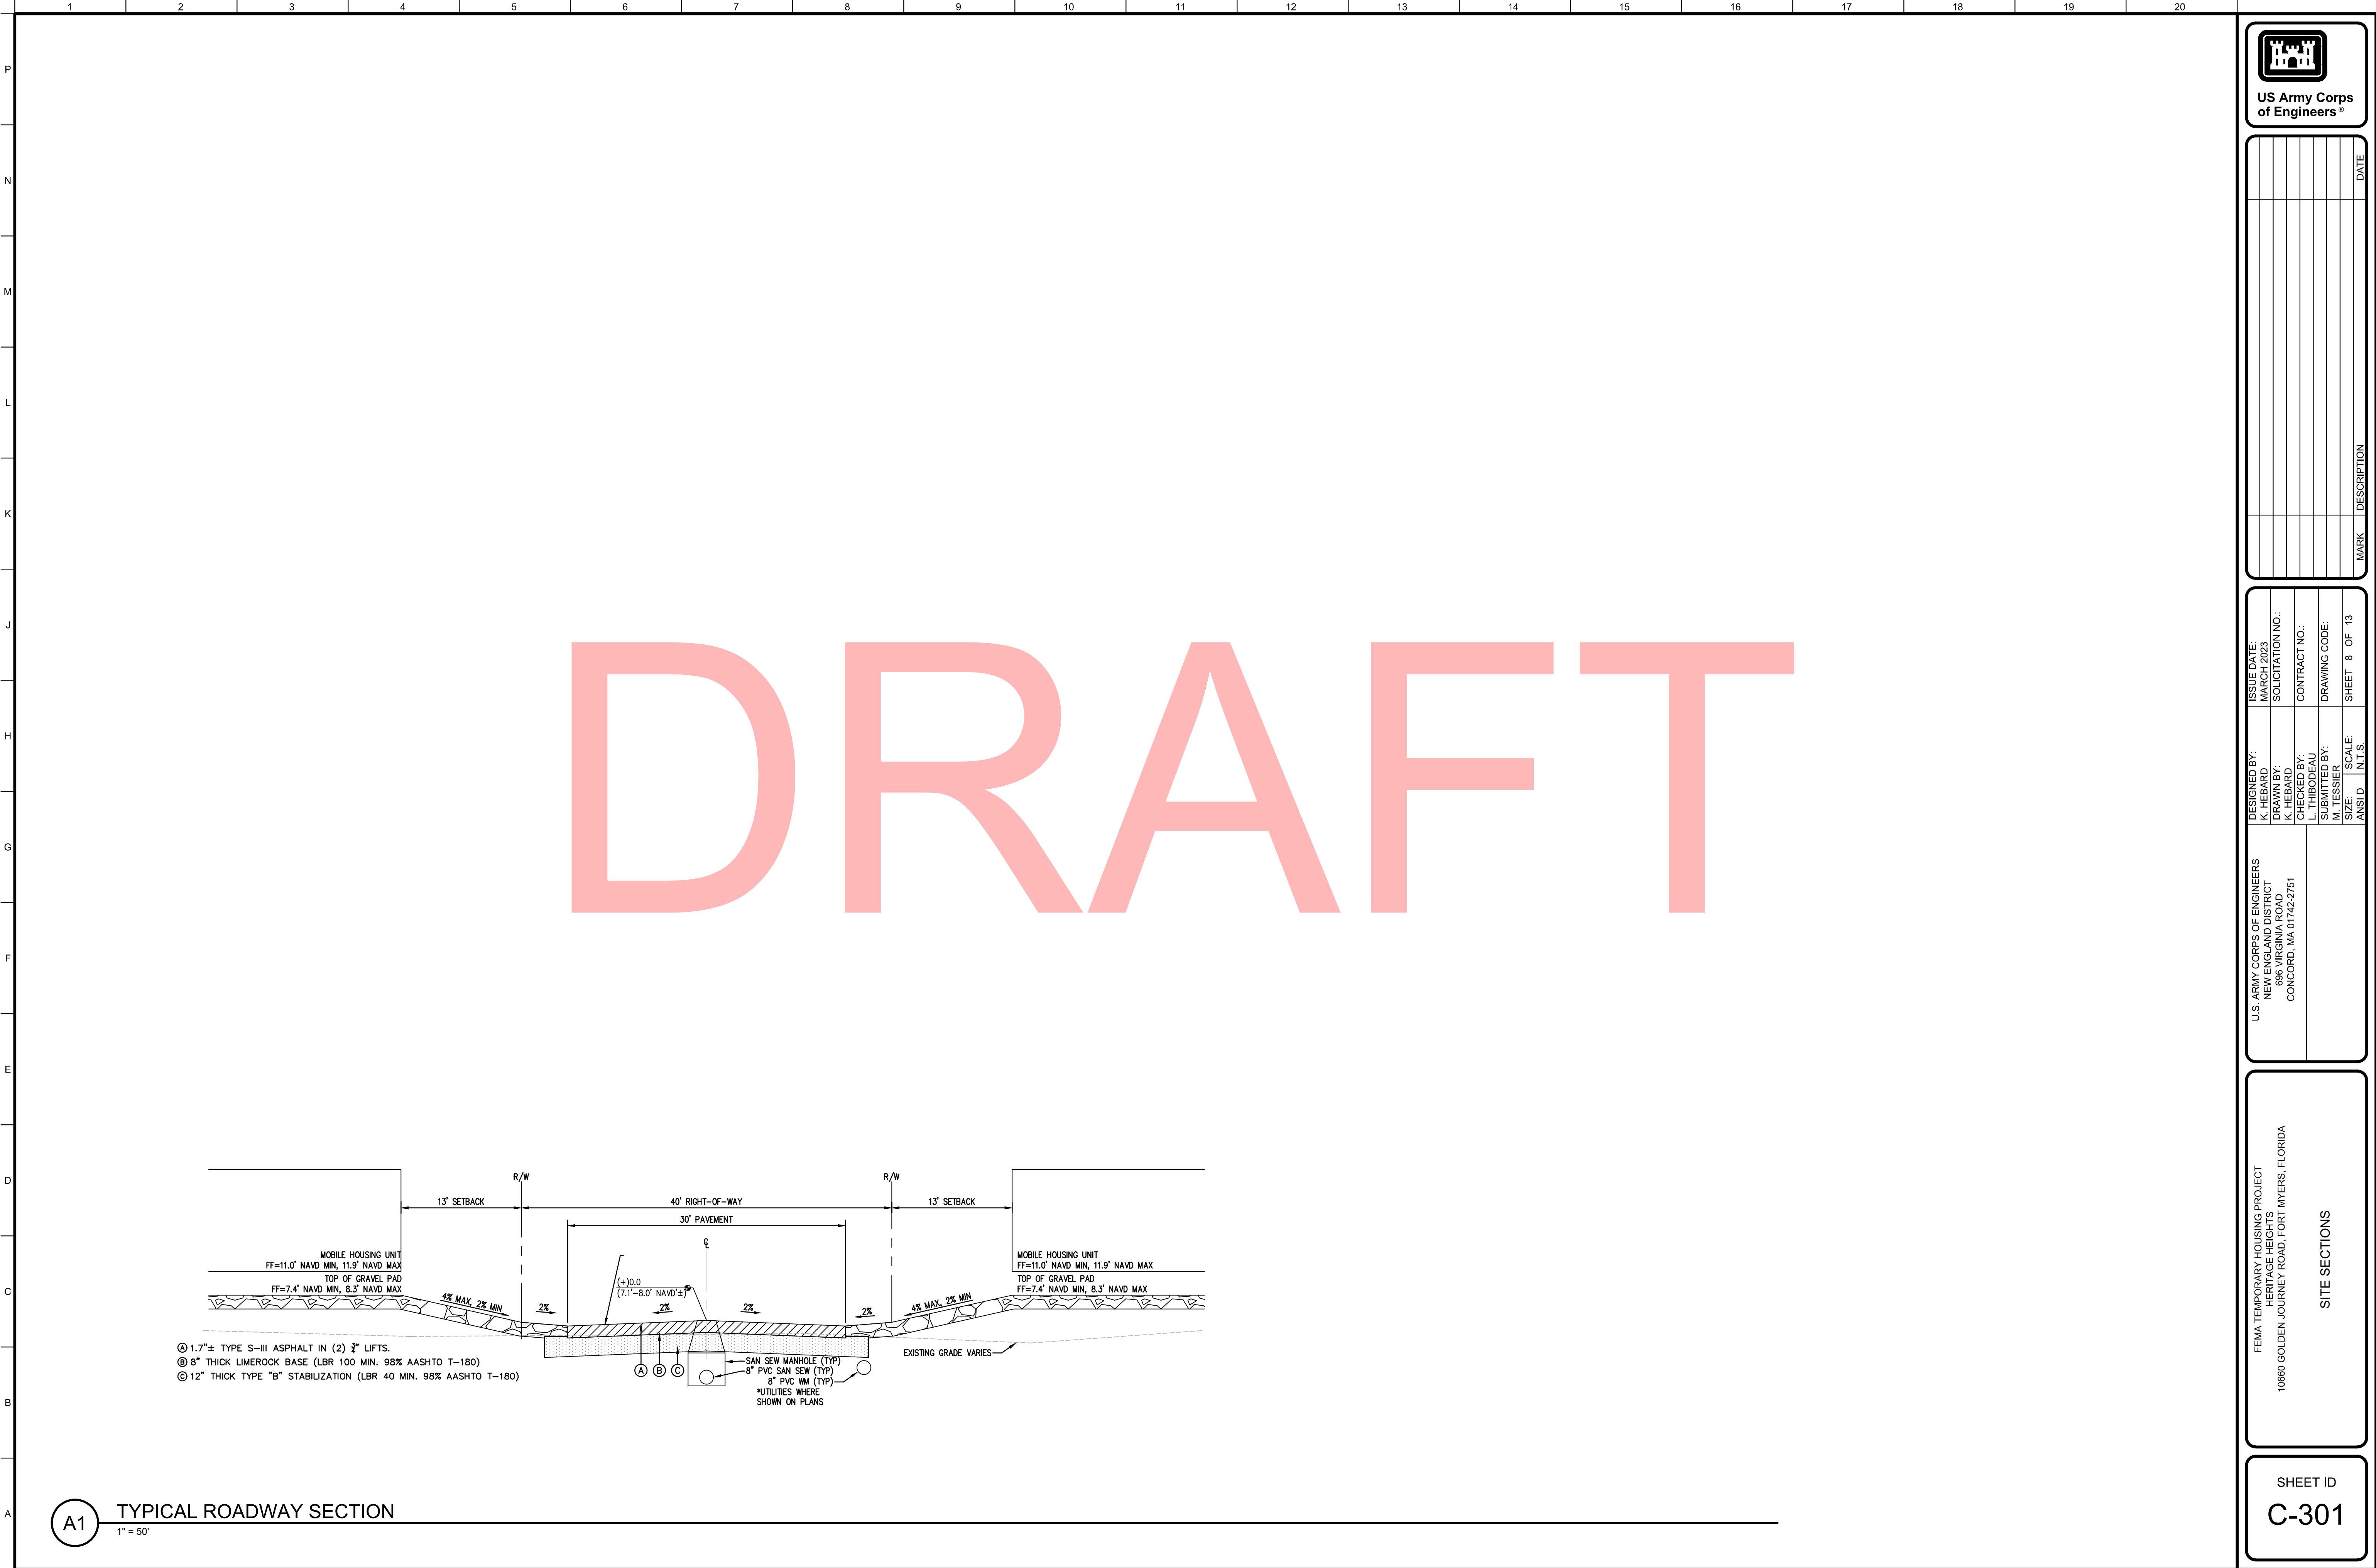 1 2 3 4 5 6 7 8 9 10 11 12 13 14 15 16 17 18 19 20
P
N
M
L
K
J
H
G
F
E
D
C
B
A
DRAFT
R/W
R/W
13' SETBACK
40' RIGHT-OF-WAY
13' SETBACK
30' PAVEMENT
MOBILE HOUSING UNIT
FF=11.0' NAVD MIN, 11.9' NAVD MAX
TOP OF GRAVEL PAD
FF=7.4' NAVD MIN, 8.3' NAVD MAX
MOBILE HOUSING UNIT
FF=11.0' NAVD MIN, 11.9' NAVD MAX
TOP OF GRAVEL PAD
FF=7.4' NAVD MIN, 8.3' NAVD MAX
(+)0.0
(7.1'-8.0' NAVD'±)
4% MAX, 2% MIN
2%
2%
2%
2%
4% MAX, 2% MIN
EXISTING GRADE VARIES
A 1.7"± TYPE S-III ASPHALT IN (2) ¾" LIFTS.
B 8" THICK LIMEROCK BASE (LBR 100 MIN. 98% AASHTO T-180)
C 12" THICK TYPE "B" STABILIZATION (LBR 40 MIN. 98% AASHTO T-180)
A B C
SAN SEW MANHOLE (TYP)
8" PVC SAN SEW (TYP)
8" PVC WM (TYP)
*UTILITIES WHERE
SHOWN ON PLANS
A1
TYPICAL ROADWAY SECTION
1" = 50'
US Army Corps
of Engineers®
MARK DESCRIPTION DATE
DESIGNED BY:
K. HEBARD
DRAWN BY:
K. HEBARD
CHECKED BY:
L. THIBODEAU
SUBMITTED BY:
M. TESSIER
SIZE:
ANSI D
SCALE:
N.T.S.
ISSUE DATE:
MARCH 2023
SOLICITATION NO.:
CONTRACT NO.:
DRAWING CODE:
SHEET 8 OF 13
U.S. ARMY CORPS OF ENGINEERS
NEW ENGLAND DISTRICT
696 VIRGINIA ROAD
CONCORD, MA 01742-2751
FEMA TEMPORARY HOUSING PROJECT
HERITAGE HEIGHTS
10660 GOLDEN JOURNEY ROAD, FORT MYERS, FLORIDA
SITE SECTIONS
SHEET ID
C-301